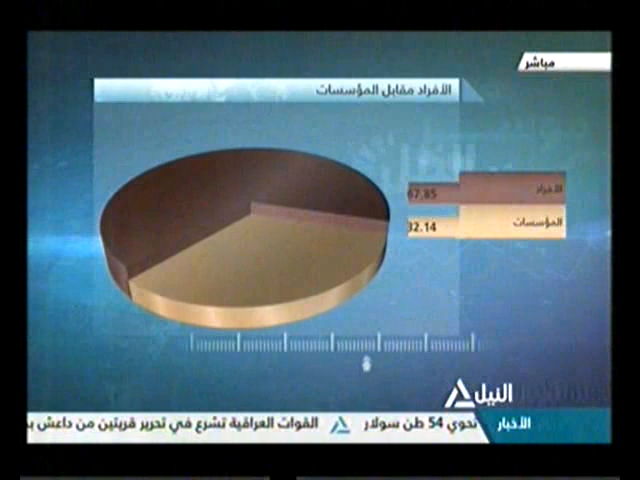 مباشر
الأفراد مقابل المؤسسات
الأفراد 67.85
المؤسسات 32.14
النيل
الأخبار
تحوي 54 طن سولار
القوات العراقية تشرع في تحرير قريتين من داعش